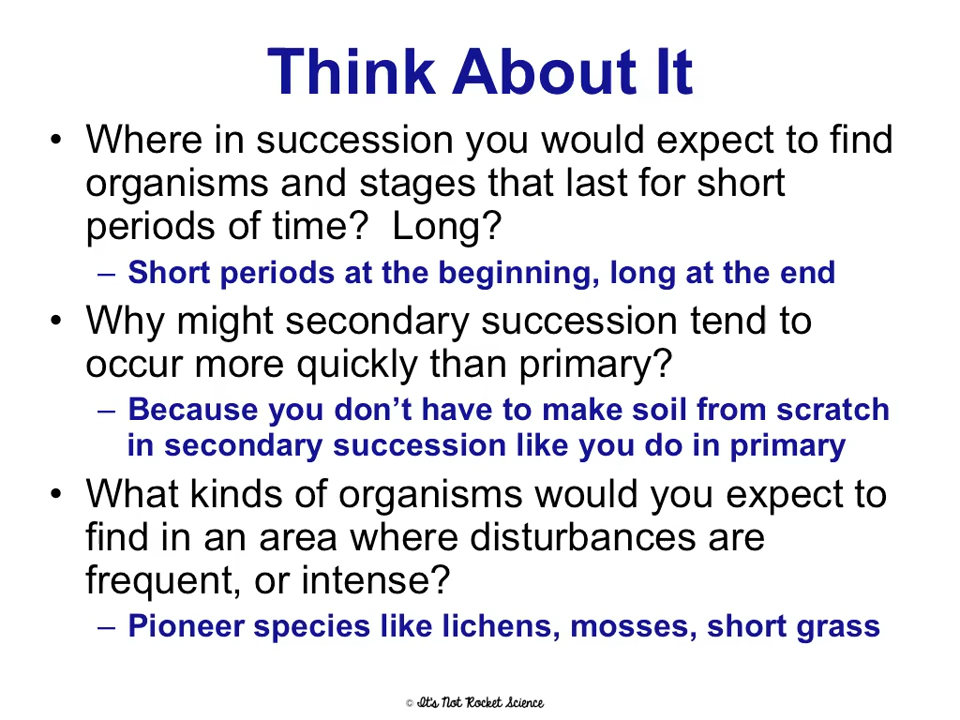 Think About It
• Where in succession you would expect to find
organisms and stages that last for short
periods of time?  Long?
– Short periods at the beginning, long at the end
• Why might secondary succession tend to
occur more quickly than primary?
– Because you don’t have to make soil from scratch
in secondary succession like you do in primary
• What kinds of organisms would you expect to
find in an area where disturbances are
frequent, or intense?
– Pioneer species like lichens, mosses, short grass
© It's Not Rocket Science